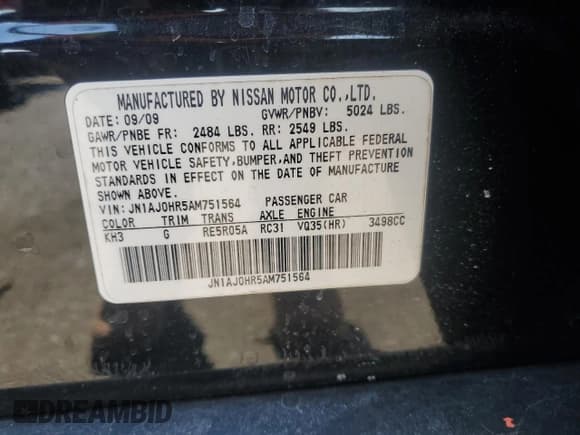 MANUFACTURED BY NISSAN MOTOR CO.,LTD.
DATE: 09/09 GVWR/PNBV: 5024 LBS.
GAWR/PNBE FR: 2484 LBS. RR: 2549 LBS.
THIS VEHICLE CONFORMS TO ALL APPLICABLE FEDERAL
MOTOR VEHICLE SAFETY,BUMPER,AND THEFT PREVENTION
STANDARDS IN EFFECT ON THE DATE OF MANUFACTURE
SHOWN ABOVE.
VIN: JN1AJ0HR5AM751564 PASSENGER CAR
COLOR TRIM TRANS AXLE ENGINE
KH3 G RE5R05A RC31 VQ35(HR) 3498CC
JN1AJ0HR5AM751564
DREAMBID